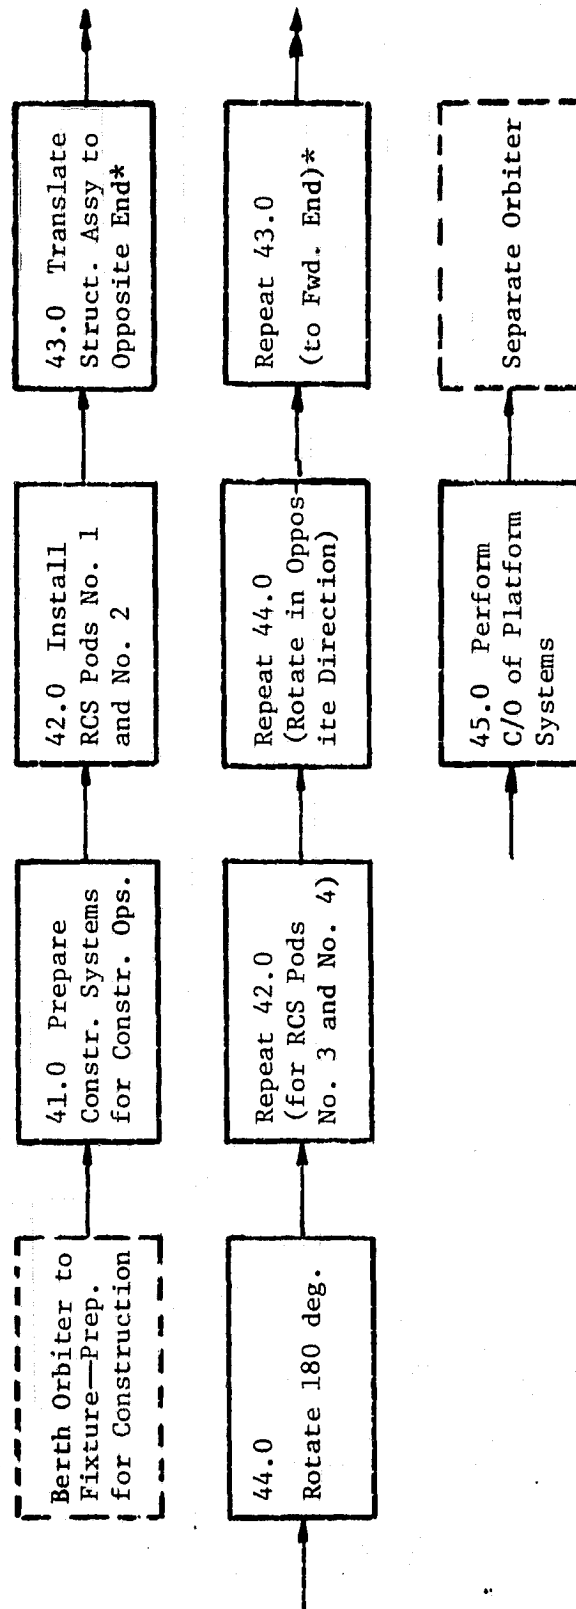 Berth Orbiter to
Fixture—Prep.
for Construction
41.0 Prepare
Constr. Systems
for Constr. Ops.
42.0 Install
RCS Pods No. 1
and No. 2
43.0 Translate
Struct. Assy to
Opposite End*
44.0
Rotate 180 deg.
Repeat 42.0
(for RCS Pods
No. 3 and No. 4)
Repeat 44.0
(Rotate in Oppos-
ite Direction)
Repeat 43.0
(to Fwd. End)*
45.0 Perform
C/O of Platform
Systems
Separate Orbiter